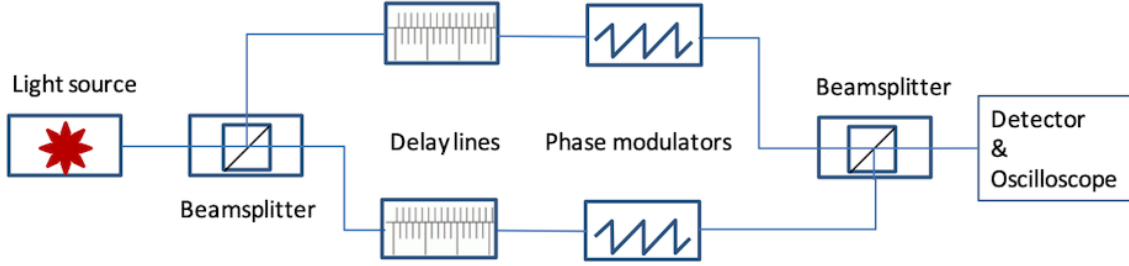 Light source
Beamsplitter
Delay lines
Phase modulators
Beamsplitter
Detector
&
Oscilloscope